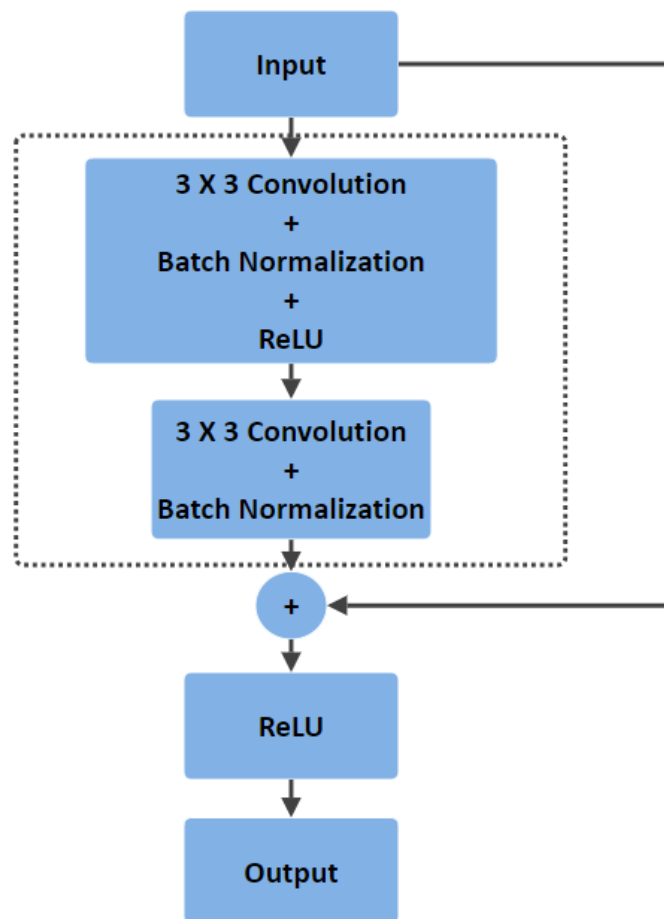 Input
3 X 3 Convolution
+
Batch Normalization
+
ReLU
3 X 3 Convolution
+
Batch Normalization
+
ReLU
Output